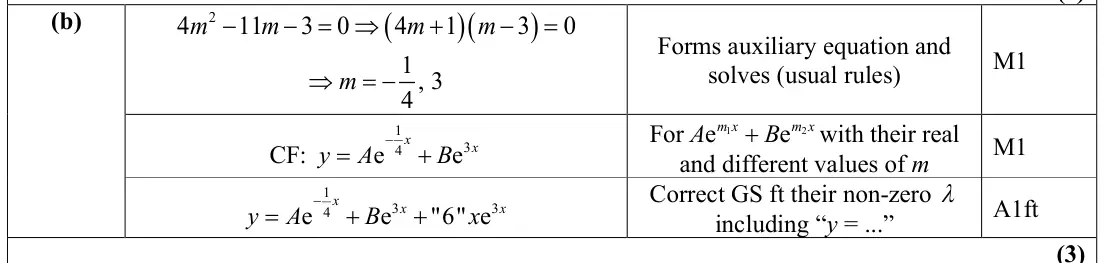 (b)
4m² − 11m − 3 = 0 ⇒ (4m + 1)(m − 3) = 0
⇒ m = −1/4, 3
Forms auxiliary equation and
solves (usual rules)
M1
CF: y = Ae^(−1/4 x) + Be^(3x)
For Ae^(m₁x) + Be^(m₂x) with their real
and different values of m
M1
y = Ae^(−1/4 x) + Be^(3x) + "6" xe^(3x)
Correct GS ft their non-zero λ
including “y = ...”
A1ft
(3)